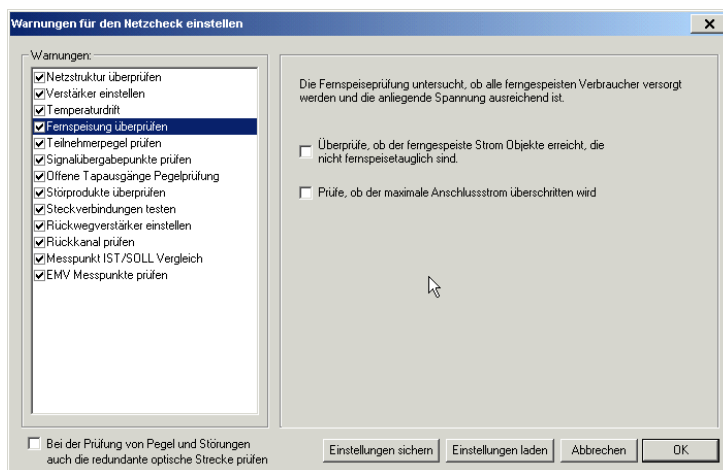 Warnungen für den Netzcheck einstellen
Warnungen:
Netzstruktur überprüfen
Verstärker einstellen
Temperaturdrift
Fernspeisung überprüfen
Teilnehmerpegel prüfen
Signalübergabepunkte prüfen
Offene Tapausgänge Pegelprüfung
Störprodukte überprüfen
Steckverbindungen testen
Rückwegverstärker einstellen
Rückkanal prüfen
Messpunkt IST/SOLL Vergleich
EMV Messpunkte prüfen
Die Fernspeiseprüfung untersucht, ob alle ferngespeisten Verbraucher versorgt
werden und die anliegende Spannung ausreichend ist.
Überprüfe, ob der ferngespeiste Strom Objekte erreicht, die
nicht fernspeisetauglich sind.
Prüfe, ob der maximale Anschlussstrom überschritten wird
Bei der Prüfung von Pegel und Störungen
auch die redundante optische Strecke prüfen
Einstellungen sichern
Einstellungen laden
Abbrechen
OK